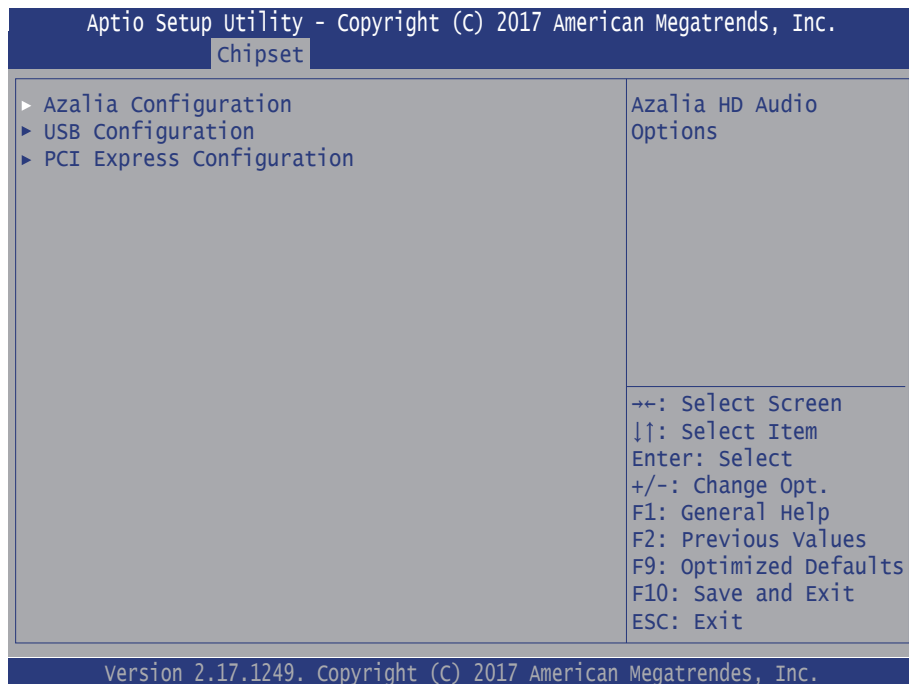 Aptio Setup Utility - Copyright (C) 2017 American Megatrends, Inc.
Chipset
► Azalia Configuration
► USB Configuration
► PCI Express Configuration
Azalia HD Audio
Options
→←: Select Screen
↓↑: Select Item
Enter: Select
+/-: Change Opt.
F1: General Help
F2: Previous Values
F9: Optimized Defaults
F10: Save and Exit
ESC: Exit
Version 2.17.1249. Copyright (C) 2017 American Megatrendes, Inc.